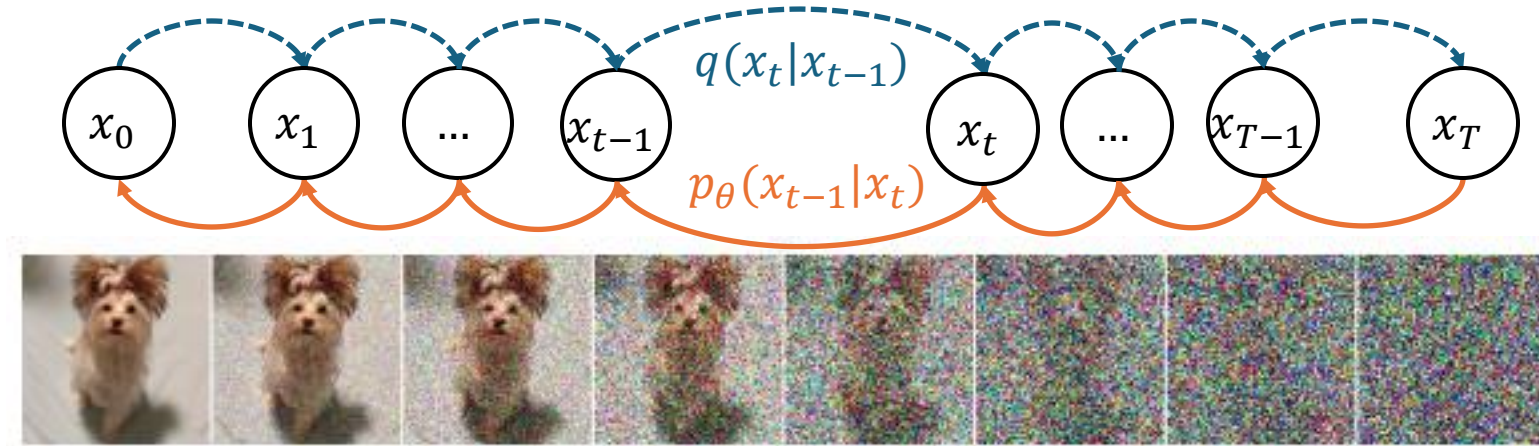 q(x_t|x_{t-1})
x_0 x_1 ... x_{t-1} x_t ... x_{T-1} x_T
p_θ(x_{t-1}|x_t)